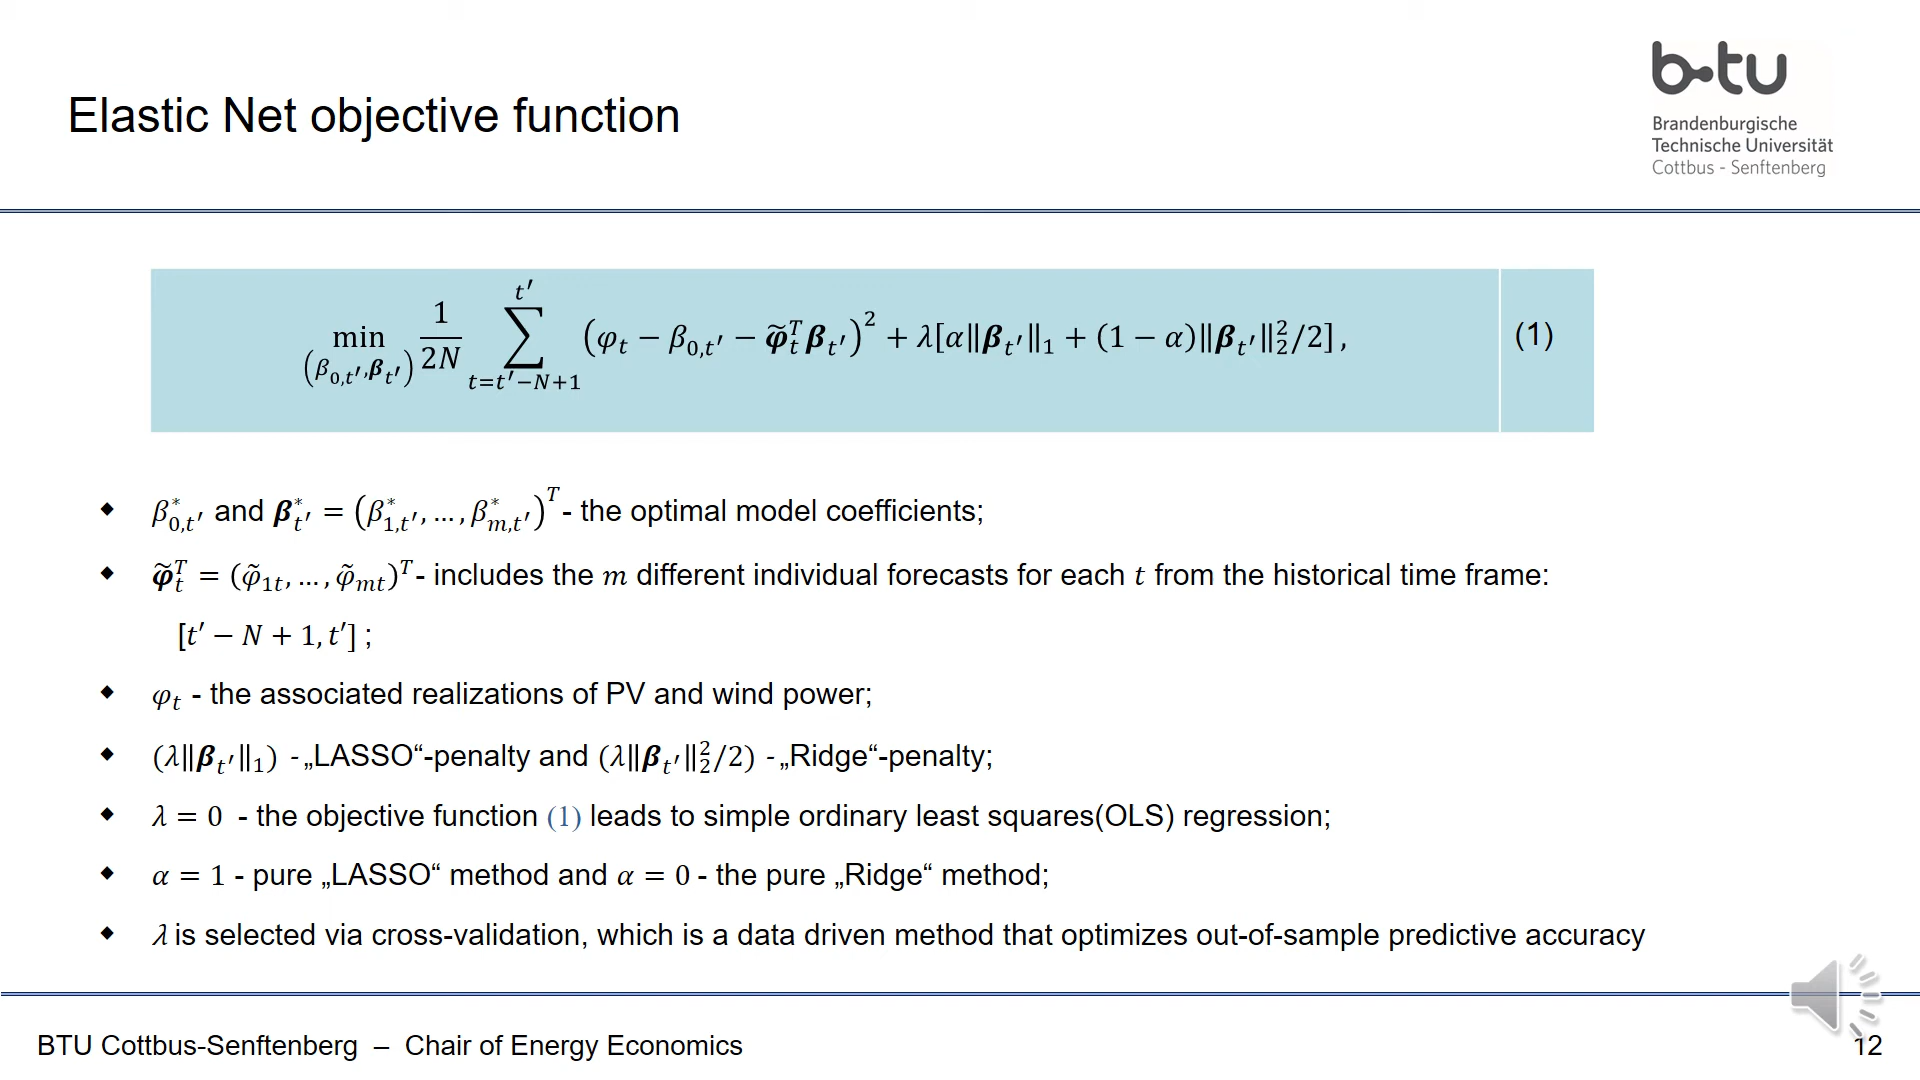 b-tu
Brandenburgische
Technische Universität
Cottbus - Senftenberg
Elastic Net objective function
min_{(β_{0,t′},𝜷_{t′})} 1/2N ∑_{t=t′−N+1}^{t′} (φ_t − β_{0,t′} − 𝝋̃_t^T 𝜷_{t′})² + λ[α‖𝜷_{t′}‖_1 + (1 − α)‖𝜷_{t′}‖_2^2/2], (1)
β*_{0,t′} and 𝜷*_{t′} = (β*_{1,t′}, … , β*_{m,t′})^T - the optimal model coefficients;
𝝋̃_t^T = (φ̃_{1t}, … , φ̃_{mt})^T - includes the m different individual forecasts for each t from the historical time frame:
[t′ − N + 1, t′] ;
φ_t - the associated realizations of PV and wind power;
(λ‖𝜷_{t′}‖_1) - „LASSO“-penalty and (λ‖𝜷_{t′}‖_2^2/2) - „Ridge“-penalty;
λ = 0 - the objective function (1) leads to simple ordinary least squares(OLS) regression;
α = 1 - pure „LASSO“ method and α = 0 - the pure „Ridge“ method;
λ is selected via cross-validation, which is a data driven method that optimizes out-of-sample predictive accuracy
BTU Cottbus-Senftenberg – Chair of Energy Economics
12